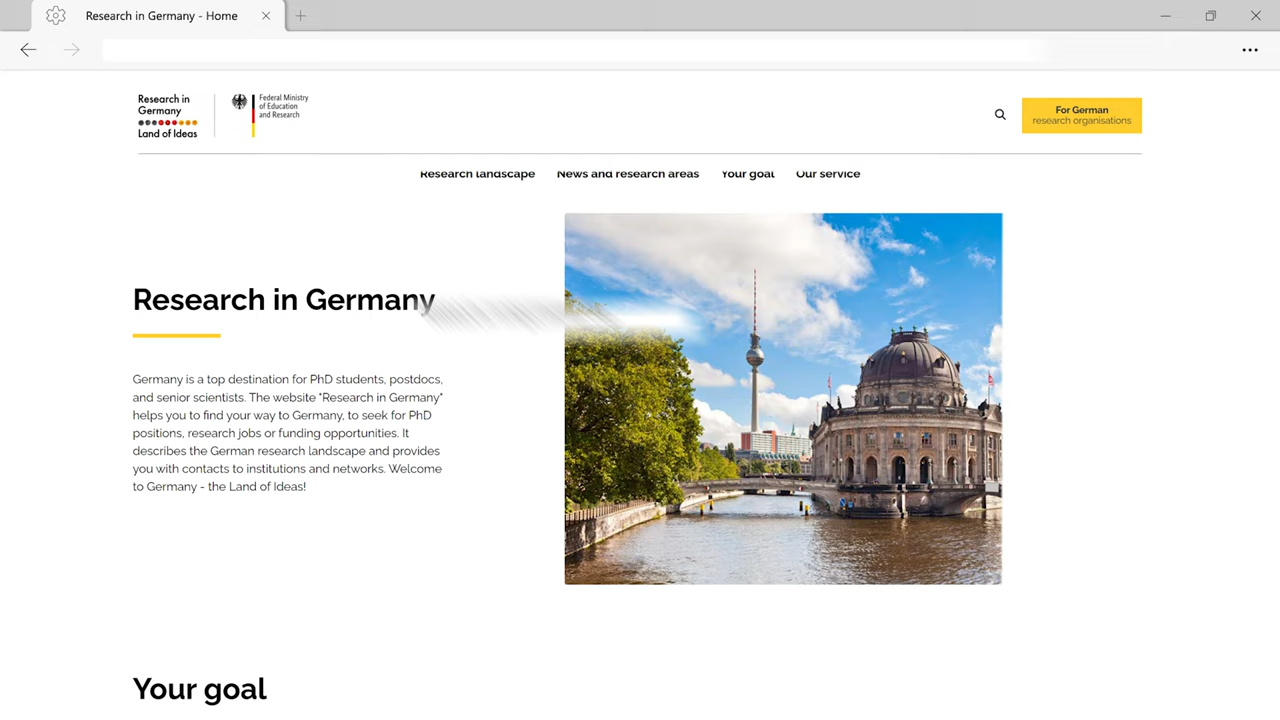 Research in Germany - Home
Research in
Germany
Land of Ideas
Federal Ministry
of Education
and Research
For German
research organisations
Research landscape
News and research areas
Your goal
Our service
Research in Germany
Germany is a top destination for PhD students, postdocs,
and senior scientists. The website "Research in Germany"
helps you to find your way to Germany, to seek for PhD
positions, research jobs or funding opportunities. It
describes the German research landscape and provides
you with contacts to institutions and networks. Welcome
to Germany - the Land of Ideas!
Your goal